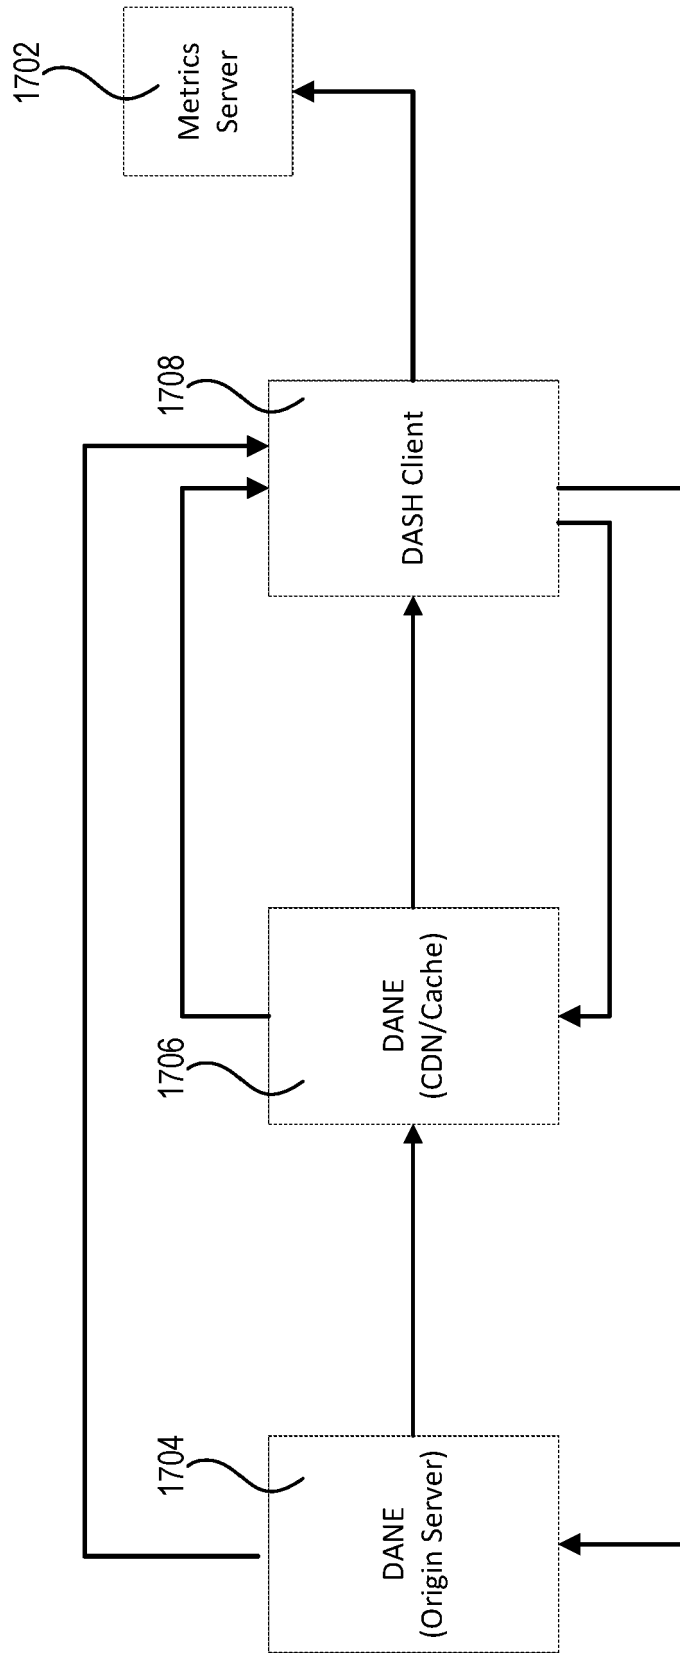 1702
Metrics
Server
1708
DASH Client
1706
DANE
(CDN/Cache)
1704
DANE
(Origin Server)